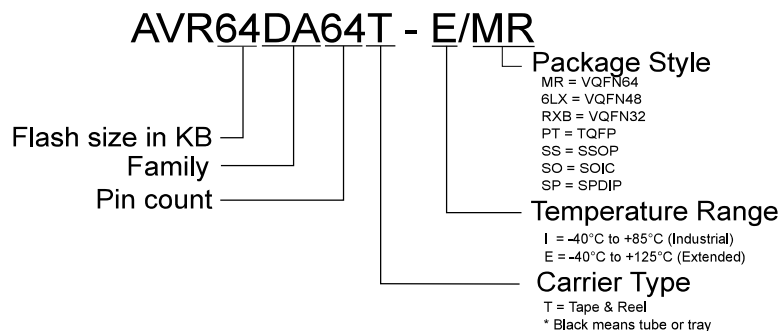 AVR64DA64T - E/MR
Package Style
MR = VQFN64
6LX = VQFN48
RXB = VQFN32
PT = TQFP
SS = SSOP
SO = SOIC
SP = SPDIP
Flash size in KB
Family
Pin count
Temperature Range
I = -40°C to +85°C (Industrial)
E = -40°C to +125°C (Extended)
Carrier Type
T = Tape & Reel
* Black means tube or tray